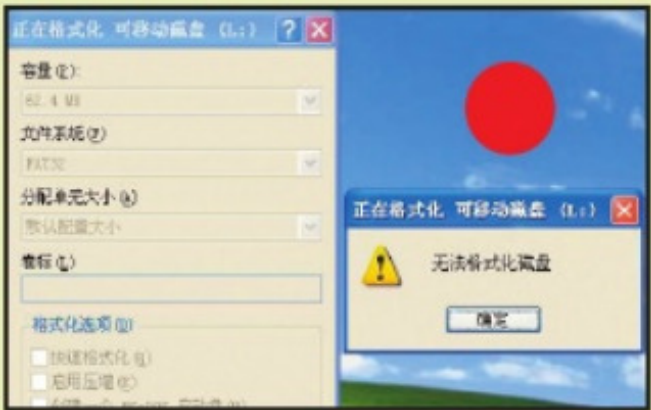 正在格式化 可移动磁盘 (L:)
容量(P):
62.4 MB
文件系统(F)
FAT32
分配单元大小(A)
默认配置大小
卷标(L)
格式化选项(O)
快速格式化(Q)
启用压缩(E)
正在格式化 可移动磁盘 (L:)
无法格式化磁盘
确定